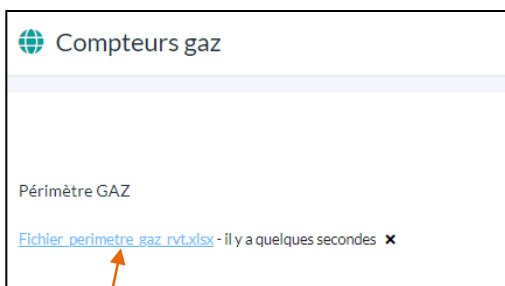 Compteurs gaz
Périmètre GAZ
Fichier_perimetre_gaz_rvt.xlsx - il y a quelques secondes ×